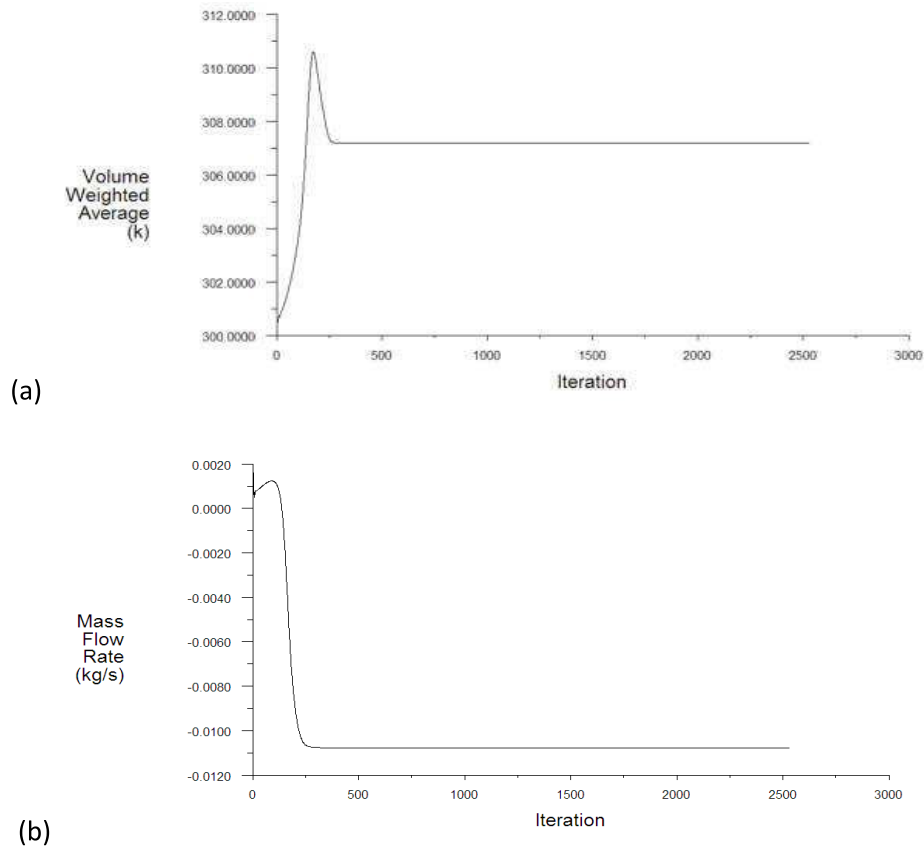 312.0000
310.0000
308.0000
306.0000
304.0000
302.0000
300.0000
Volume
Weighted
Average
(k)
0 500 1000 1500 2000 2500 3000
Iteration
(a)
0.0020
0.0000
-0.0020
-0.0040
-0.0060
-0.0080
-0.0100
-0.0120
Mass
Flow
Rate
(kg/s)
0 500 1000 1500 2000 2500 3000
Iteration
(b)